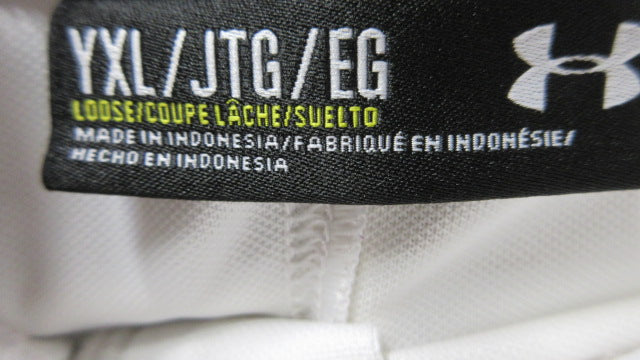 YXL/JTG/EG
LOOSE/COUPE LÂCHE/SUELTO
MADE IN INDONESIA/FABRIQUÉ EN INDONÉSIE/
HECHO EN INDONESIA